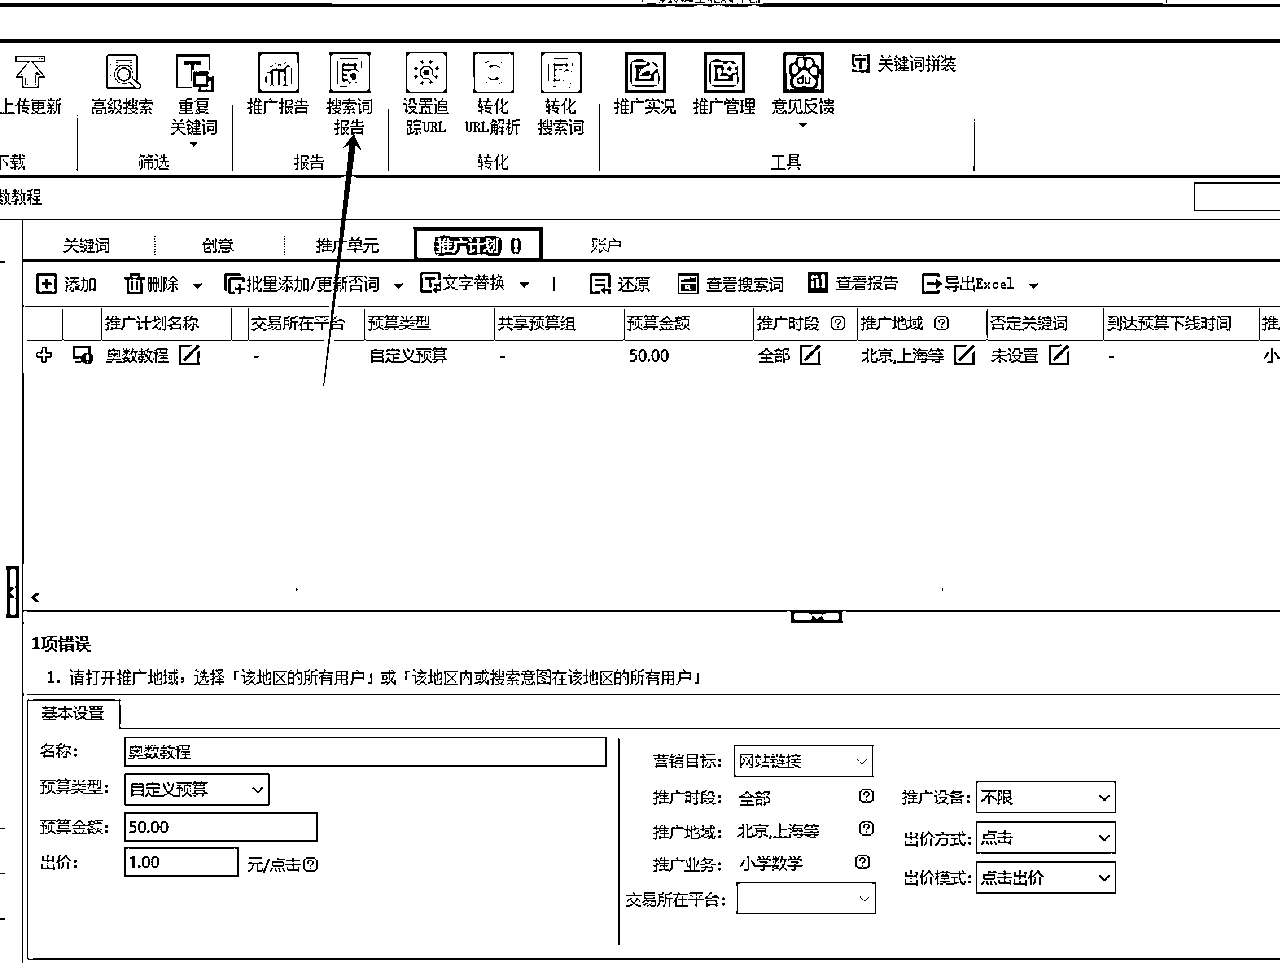 上传更新
高级搜索
重复
关键词
推广报告
搜索词
报告
设置追
踪URL
转化
URL解析
转化
搜索词
推广实况
推广管理
意见反馈
关键词拼装
下载
筛选
报告
转化
工具
数教程
关键词 创意 推广单元 推广计划 账户
添加 删除 批量添加/更新否词 文字替换 还原 查看搜索词 查看报告 导出Excel
推广计划名称 交易所在平台 预算类型 共享预算组 预算金额 推广时段 推广地域 否定关键词 到达预算下线时间 推
奥数教程 - 自定义预算 - 50.00 全部 北京,上海等 未设置 - 小
1项错误
1. 请打开推广地域，选择「该地区的所有用户」或「该地区内或搜索意图在该地区的所有用户」
基本设置
名称： 奥数教程
预算类型： 自定义预算
预算金额： 50.00
出价： 1.00 元/点击
营销目标： 网站链接
推广时段： 全部
推广地域： 北京,上海等
推广业务： 小学数学
交易所在平台：
推广设备： 不限
出价方式： 点击
出价模式： 点击出价